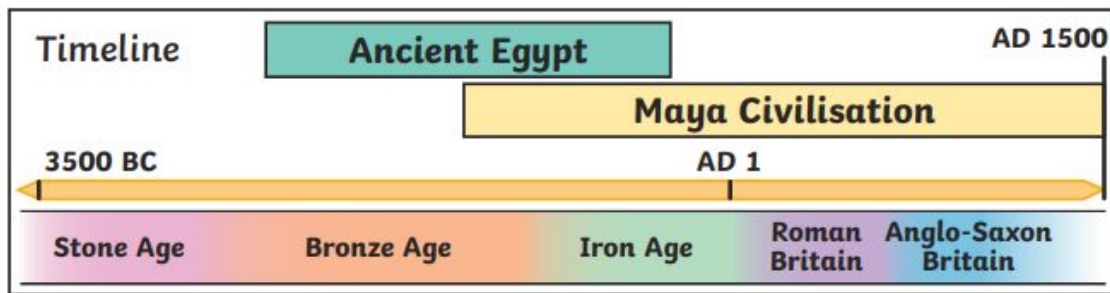 Timeline
Ancient Egypt
AD 1500
Maya Civilisation
3500 BC
AD 1
Stone Age
Bronze Age
Iron Age
Roman
Britain
Anglo-Saxon
Britain